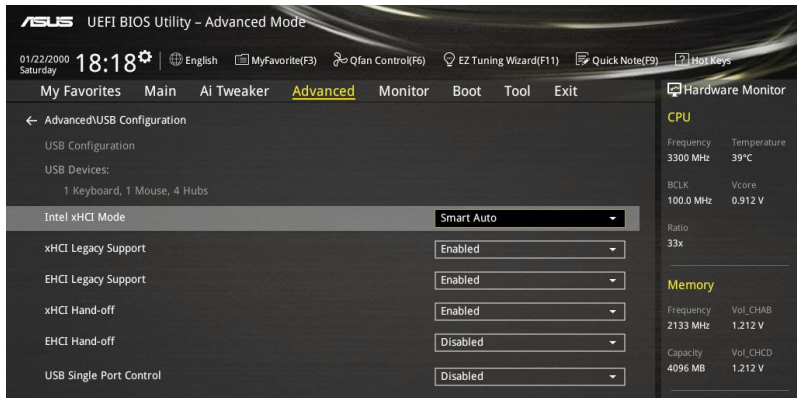 ASUS UEFI BIOS Utility – Advanced Mode
01/22/2000 Saturday 18:18 English MyFavorite(F3) Qfan Control(F6) EZ Tuning Wizard(F11) Quick Note(F9) ? Hot Keys
My Favorites Main Ai Tweaker Advanced Monitor Boot Tool Exit
← Advanced\USB Configuration
USB Configuration
USB Devices:
1 Keyboard, 1 Mouse, 4 Hubs
Intel xHCI Mode Smart Auto
xHCI Legacy Support Enabled
EHCI Legacy Support Enabled
xHCI Hand-off Enabled
EHCI Hand-off Disabled
USB Single Port Control Disabled
Hardware Monitor
CPU
Frequency Temperature
3300 MHz 39°C
BCLK Vcore
100.0 MHz 0.912 V
Ratio
33x
Memory
Frequency Vol_CHAB
2133 MHz 1.212 V
Capacity Vol_CHCD
4096 MB 1.212 V